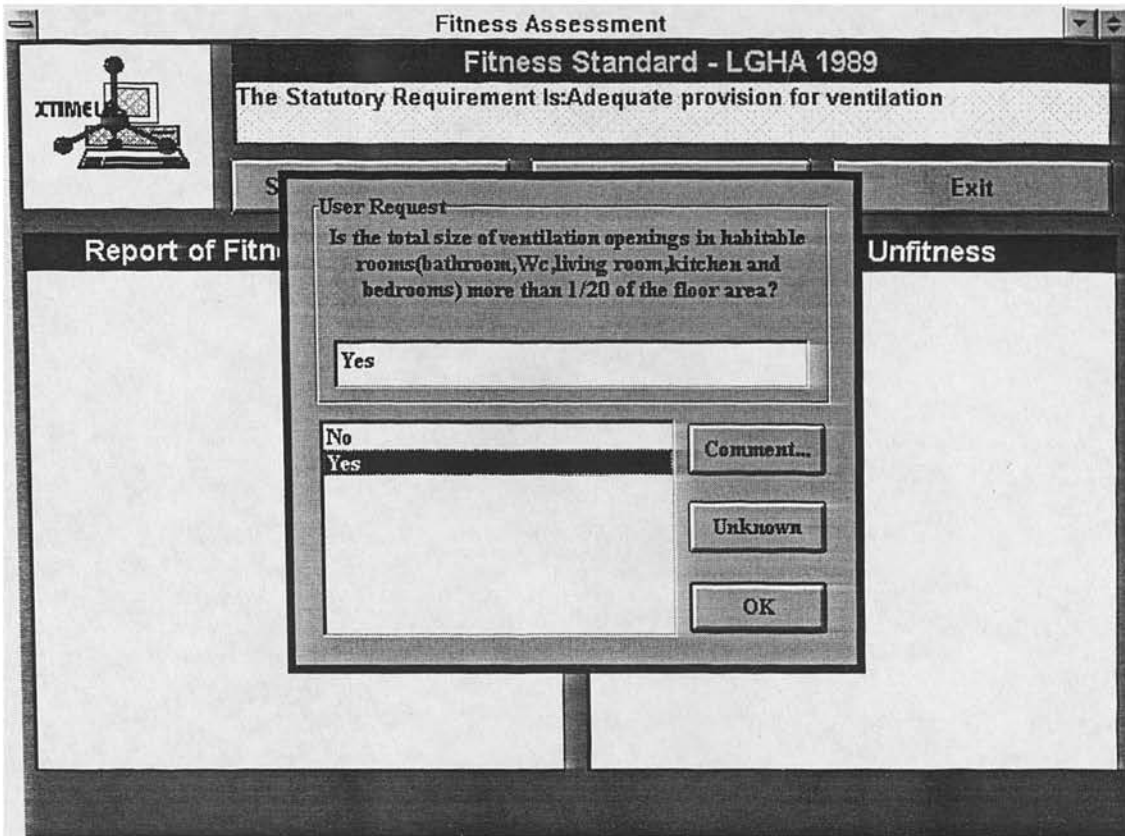 Fitness Assessment
Fitness Standard - LGHA 1989
XTIMEL
The Statutory Requirement Is:Adequate provision for ventilation
Exit
Report of
Unfitness
User Request
Is the total size of ventilation openings in habitable
rooms(bathroom,Wc,living room,kitchen and
bedrooms) more than 1/20 of the floor area?
Yes
No
Yes
Comment...
Unknown
OK